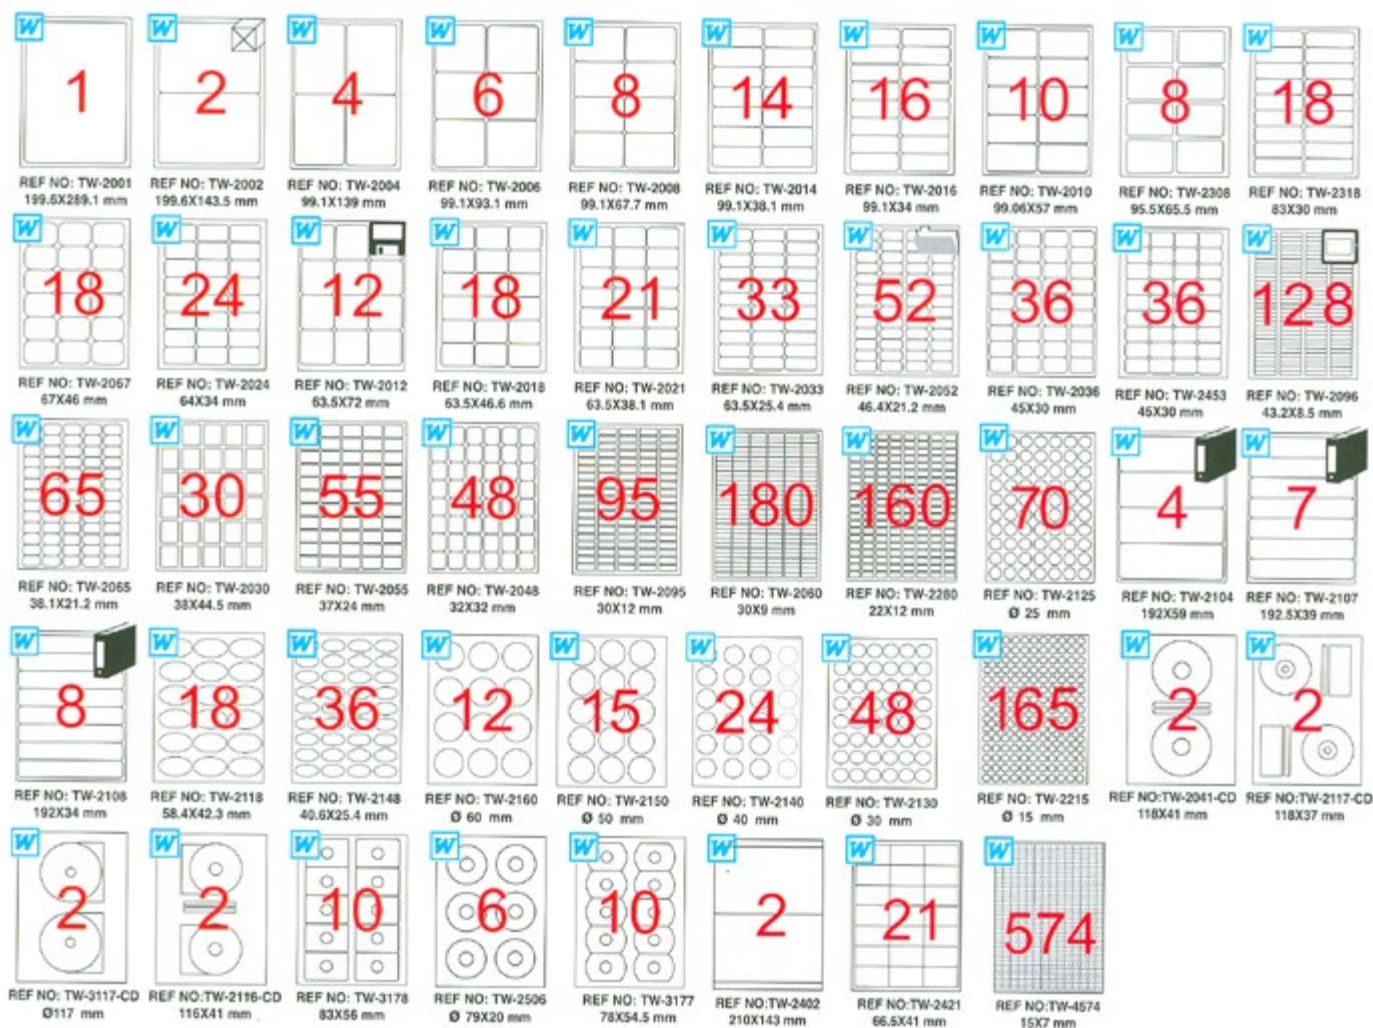 W W W W W W W W W W
1 2 4 6 8 14 16 10 8 18
REF NO: TW-2001 REF NO: TW-2002 REF NO: TW-2004 REF NO: TW-2006 REF NO: TW-2008 REF NO: TW-2014 REF NO: TW-2016 REF NO: TW-2010 REF NO: TW-2308 REF NO: TW-2318
199.6X289.1 mm 199.6X143.5 mm 99.1X139 mm 99.1X93.1 mm 99.1X67.7 mm 99.1X38.1 mm 99.1X34 mm 99.06X57 mm 95.5X65.5 mm 83X30 mm
W W W W W W W W W W
18 24 12 18 21 33 52 36 36 128
REF NO: TW-2067 REF NO: TW-2024 REF NO: TW-2012 REF NO: TW-2018 REF NO: TW-2021 REF NO: TW-2033 REF NO: TW-2052 REF NO: TW-2036 REF NO: TW-2453 REF NO: TW-2096
67X46 mm 64X34 mm 63.5X72 mm 63.5X46.6 mm 63.5X38.1 mm 63.5X25.4 mm 46.4X21.2 mm 45X30 mm 45X30 mm 43.2X8.5 mm
W W W W W W W W W W
65 30 55 48 95 180 160 70 4 7
REF NO: TW-2065 REF NO: TW-2030 REF NO: TW-2055 REF NO: TW-2048 REF NO: TW-2095 REF NO: TW-2060 REF NO: TW-2280 REF NO: TW-2125 REF NO: TW-2104 REF NO: TW-2107
38.1X21.2 mm 38X44.5 mm 37X24 mm 32X32 mm 30X12 mm 30X9 mm 22X12 mm Ø 25 mm 192X59 mm 192.5X39 mm
W W W W W W W W W W
8 18 36 12 15 24 48 165 2 2
REF NO: TW-2108 REF NO: TW-2118 REF NO: TW-2148 REF NO: TW-2160 REF NO: TW-2150 REF NO: TW-2140 REF NO: TW-2130 REF NO: TW-2215 REF NO:TW-2041-CD REF NO:TW-2117-CD
192X34 mm 58.4X42.3 mm 40.6X25.4 mm Ø 60 mm Ø 50 mm Ø 40 mm Ø 30 mm Ø 15 mm 118X41 mm 118X37 mm
W W W W W W W W
2 2 10 6 10 2 21 574
REF NO: TW-3117-CD REF NO:TW-2116-CD REF NO: TW-3178 REF NO: TW-2506 REF NO: TW-3177 REF NO:TW-2402 REF NO:TW-2421 REF NO:TW-4574
Ø117 mm 116X41 mm 83X56 mm Ø 79X20 mm 78X54.5 mm 210X143 mm 66.5X41 mm 15X7 mm